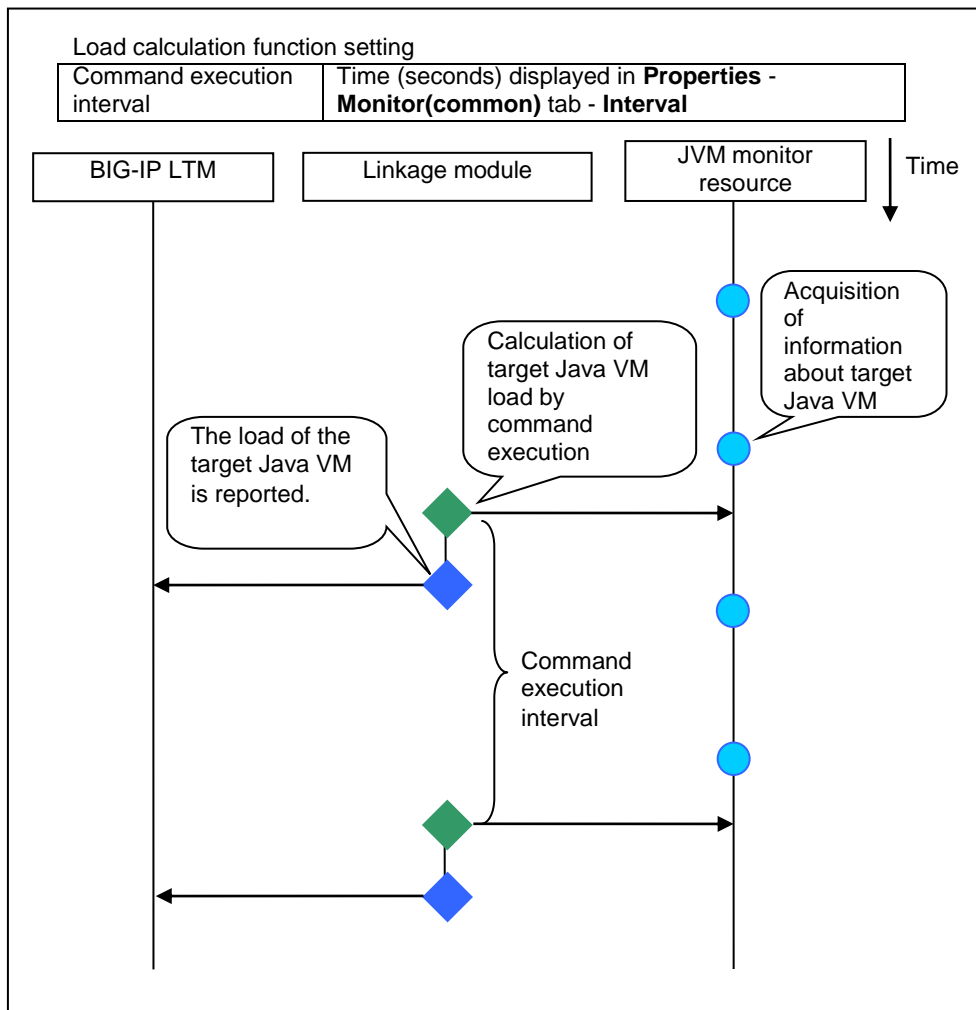 Load calculation function setting
Command execution
interval
Time (seconds) displayed in Properties -
Monitor(common) tab - Interval
BIG-IP LTM
Linkage module
JVM monitor
resource
Time
Acquisition
of
information
about target
Java VM
Calculation of
target Java VM
load by
command
execution
The load of the
target Java VM
is reported.
Command
execution
interval